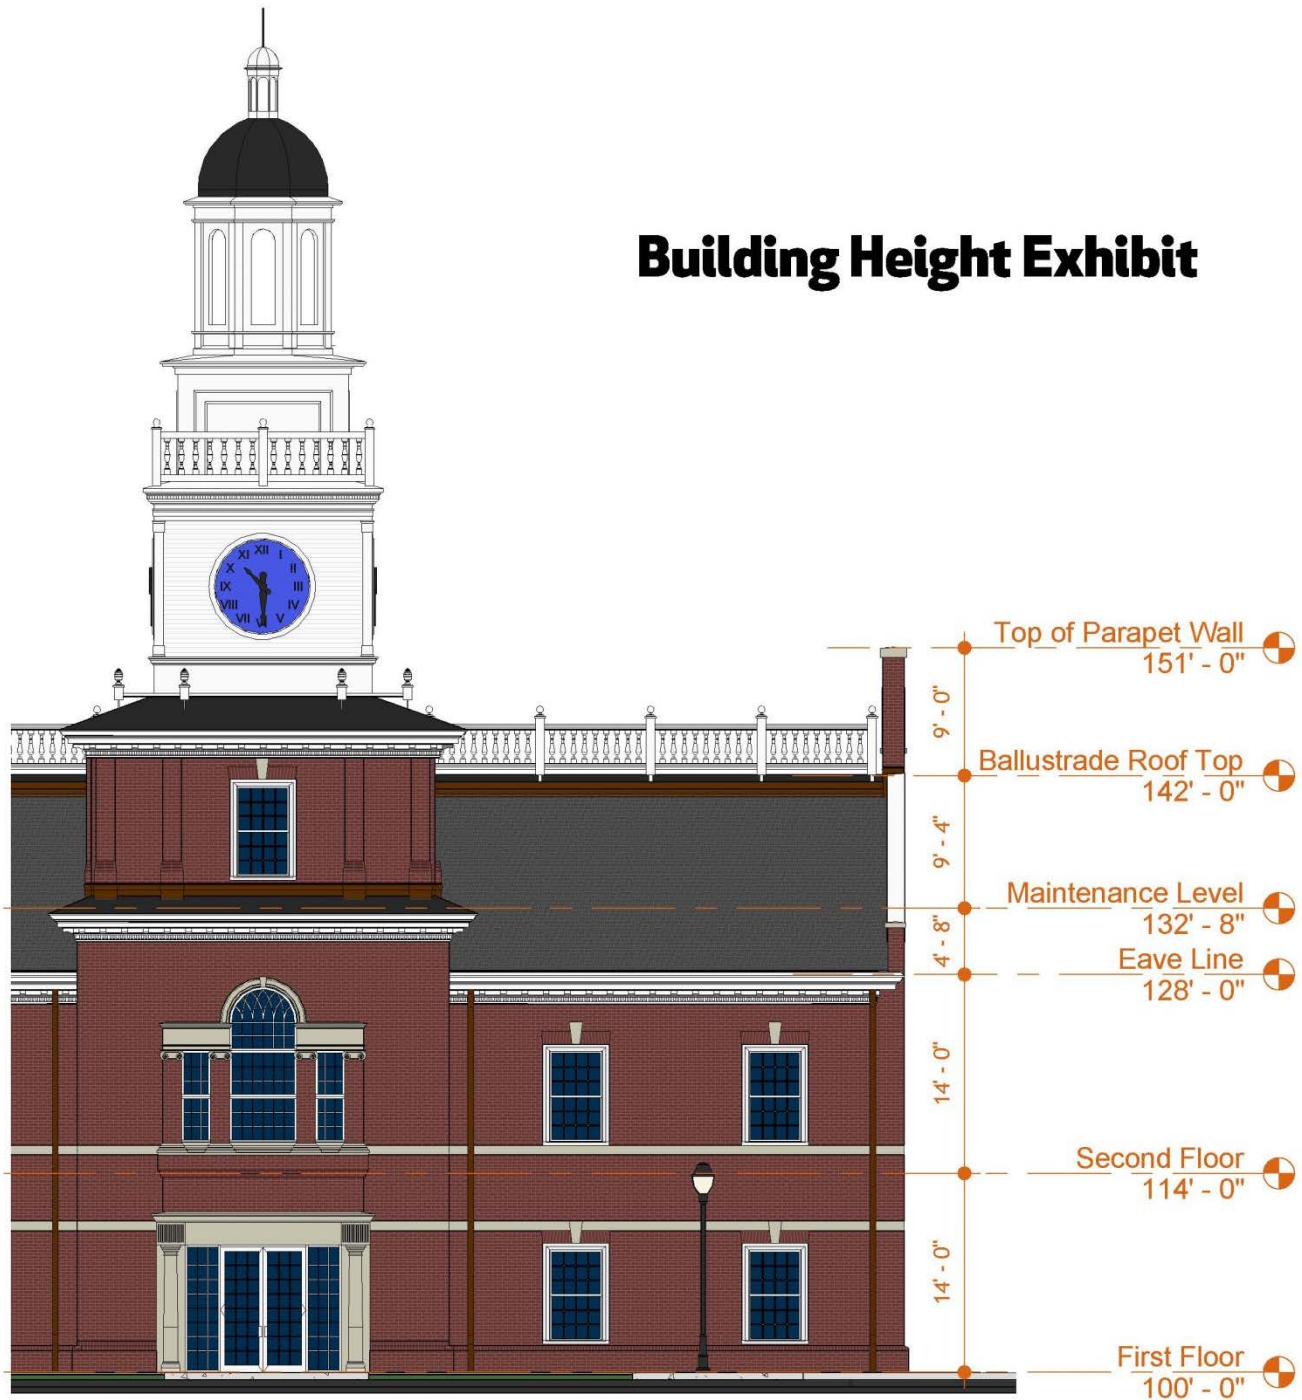 Building Height Exhibit
XII
I
II
III
IV
V
VI
VII
VIII
IX
X
XI
Top of Parapet Wall
151' - 0"
9' - 0"
Ballustrade Roof Top
142' - 0"
9' - 4"
Maintenance Level
132' - 8"
4' - 8"
Eave Line
128' - 0"
14' - 0"
Second Floor
114' - 0"
14' - 0"
First Floor
100' - 0"